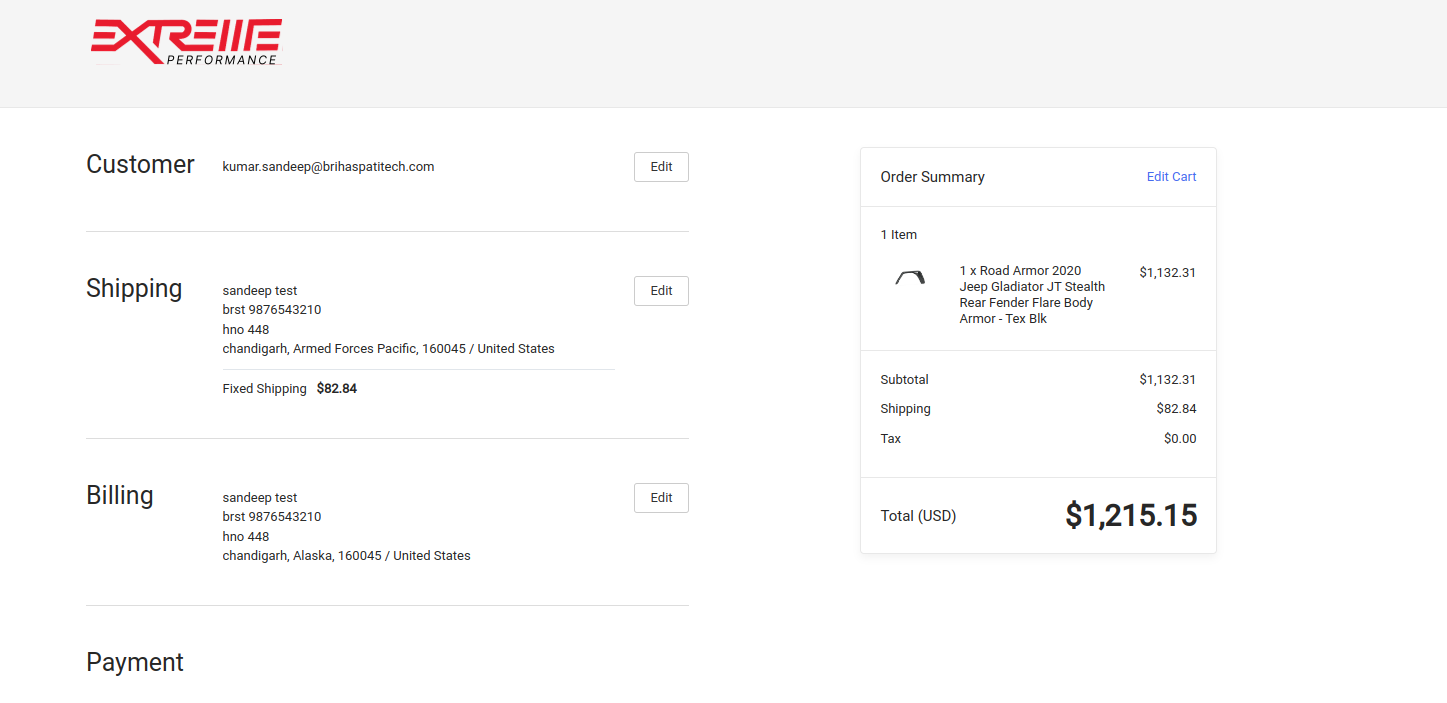 EXTREME
PERFORMANCE
Customer
kumar.sandeep@brihaspatitech.com
Edit
Shipping
sandeep test
brst 9876543210
hno 448
chandigarh, Armed Forces Pacific, 160045 / United States
Edit
Fixed Shipping $82.84
Billing
sandeep test
brst 9876543210
hno 448
chandigarh, Alaska, 160045 / United States
Edit
Payment
Order Summary
Edit Cart
1 Item
1 x Road Armor 2020
Jeep Gladiator JT Stealth
Rear Fender Flare Body
Armor - Tex Blk
$1,132.31
Subtotal $1,132.31
Shipping $82.84
Tax $0.00
Total (USD) $1,215.15